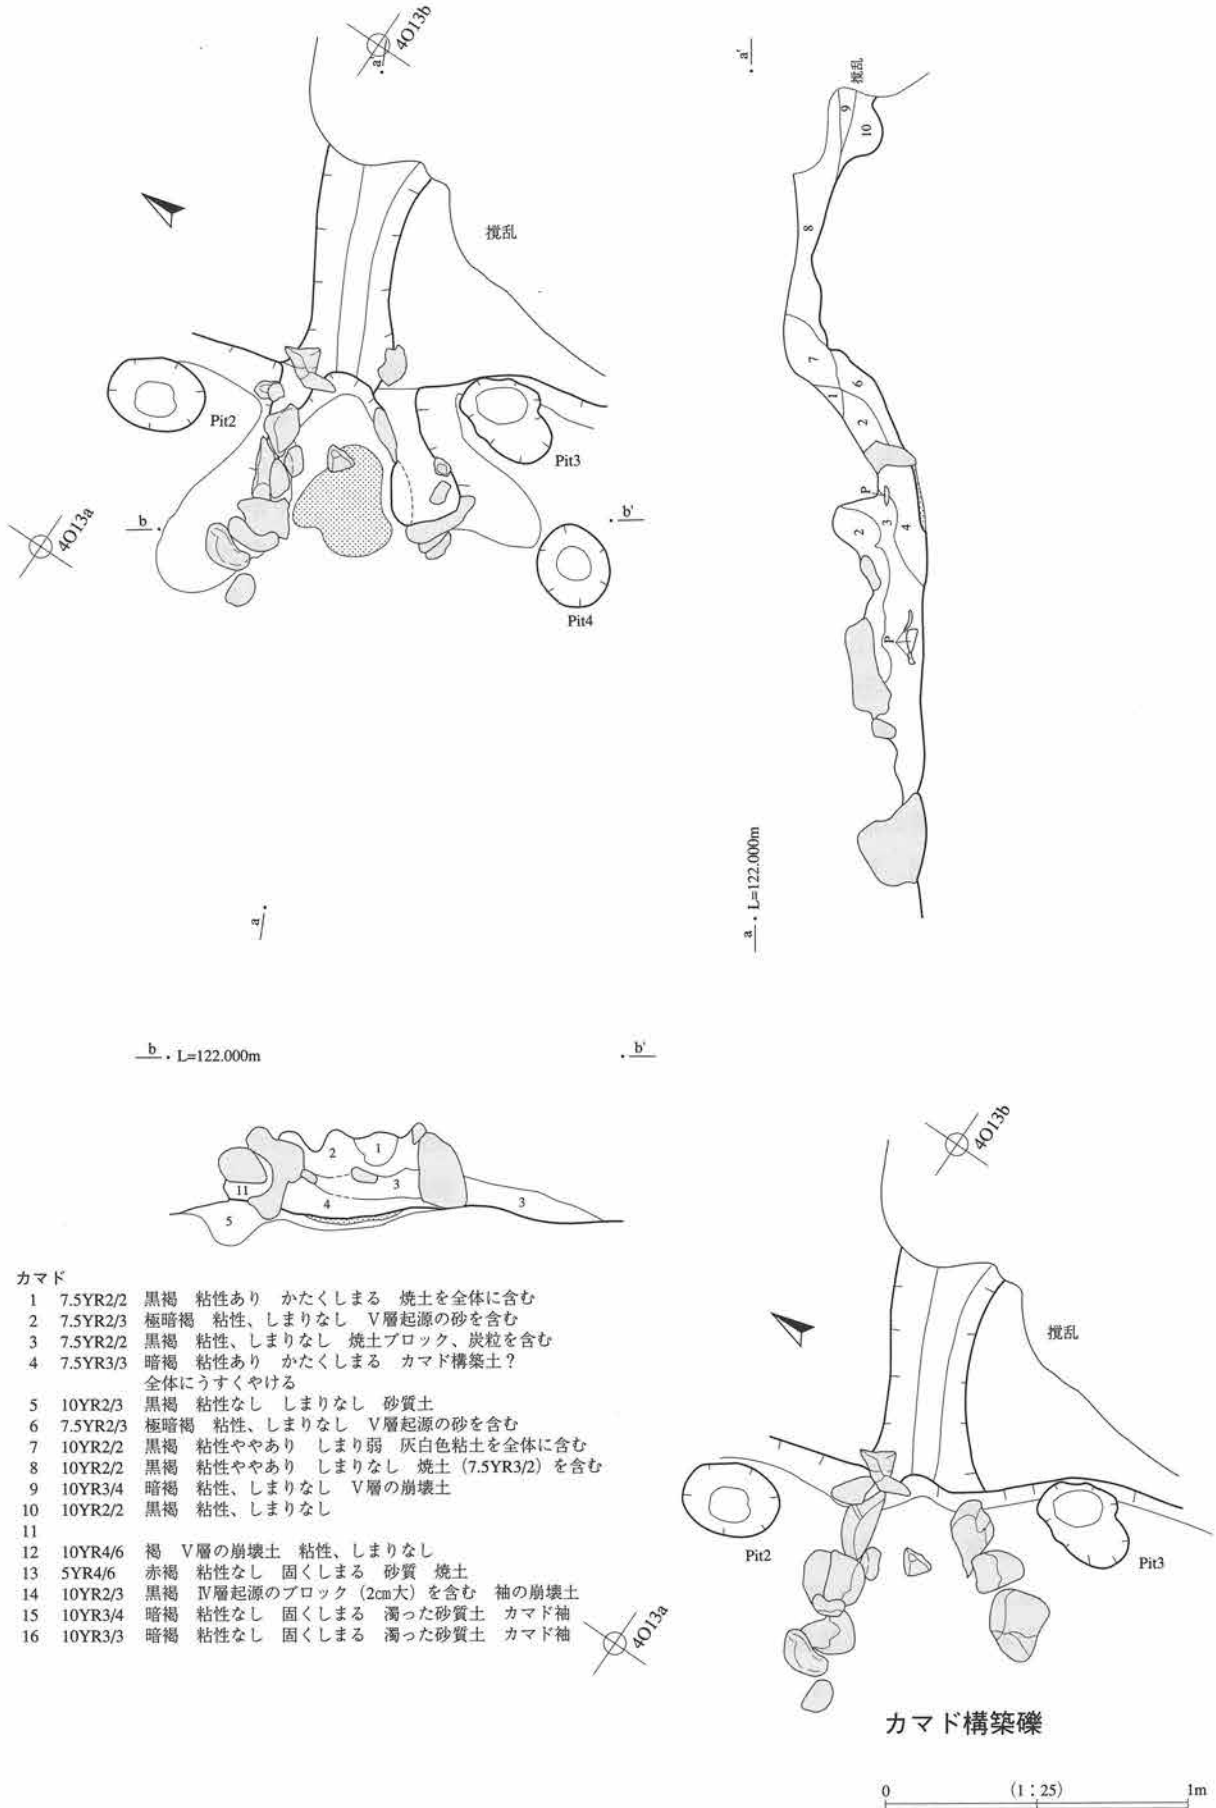 4O13b
a'
撹乱
Pit2
Pit3
4O13a
b
b'
Pit4
a
a'
撹乱
9
10
8
7
6
1
2
P
3
4
2
P
a L=122.000m
b L=122.000m
b'
2
1
3
11
4
3
5
カマド
1 7.5YR2/2 黒褐 粘性あり かたくしまる 焼土を全体に含む
2 7.5YR2/3 極暗褐 粘性、しまりなし Ⅴ層起源の砂を含む
3 7.5YR2/2 黒褐 粘性、しまりなし 焼土ブロック、炭粒を含む
4 7.5YR3/3 暗褐 粘性あり かたくしまる カマド構築土？
全体にうすくやける
5 10YR2/3 黒褐 粘性なし しまりなし 砂質土
6 7.5YR2/3 極暗褐 粘性、しまりなし Ⅴ層起源の砂を含む
7 10YR2/2 黒褐 粘性ややあり しまり弱 灰白色粘土を全体に含む
8 10YR2/2 黒褐 粘性ややあり しまりなし 焼土（7.5YR3/2）を含む
9 10YR3/4 暗褐 粘性、しまりなし Ⅴ層の崩壊土
10 10YR2/2 黒褐 粘性、しまりなし
11
12 10YR4/6 褐 Ⅴ層の崩壊土 粘性、しまりなし
13 5YR4/6 赤褐 粘性なし 固くしまる 砂質 焼土
14 10YR2/3 黒褐 Ⅳ層起源のブロック（2㎝大）を含む 袖の崩壊土
15 10YR3/4 暗褐 粘性なし 固くしまる 濁った砂質土 カマド袖
16 10YR3/3 暗褐 粘性なし 固くしまる 濁った砂質土 カマド袖
4O13b
撹乱
Pit2
Pit3
4O13a
カマド構築礫
0 (1：25) 1m